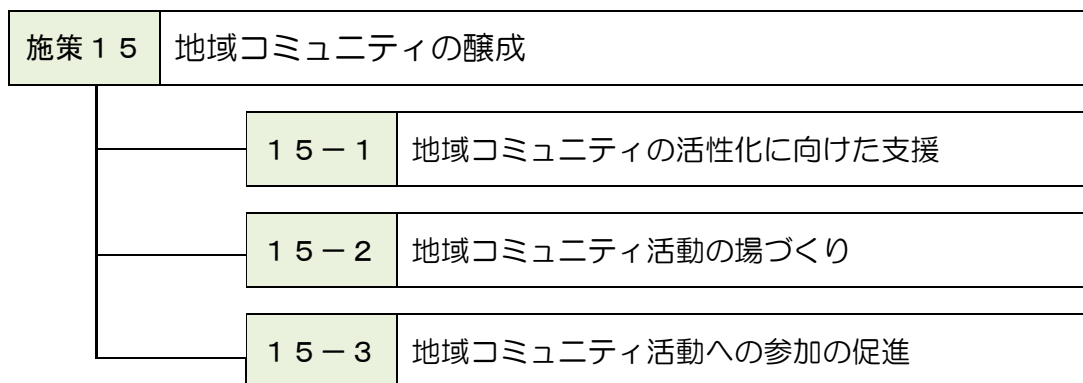 施策１５ 地域コミュニティの醸成
１５－１ 地域コミュニティの活性化に向けた支援
１５－２ 地域コミュニティ活動の場づくり
１５－３ 地域コミュニティ活動への参加の促進